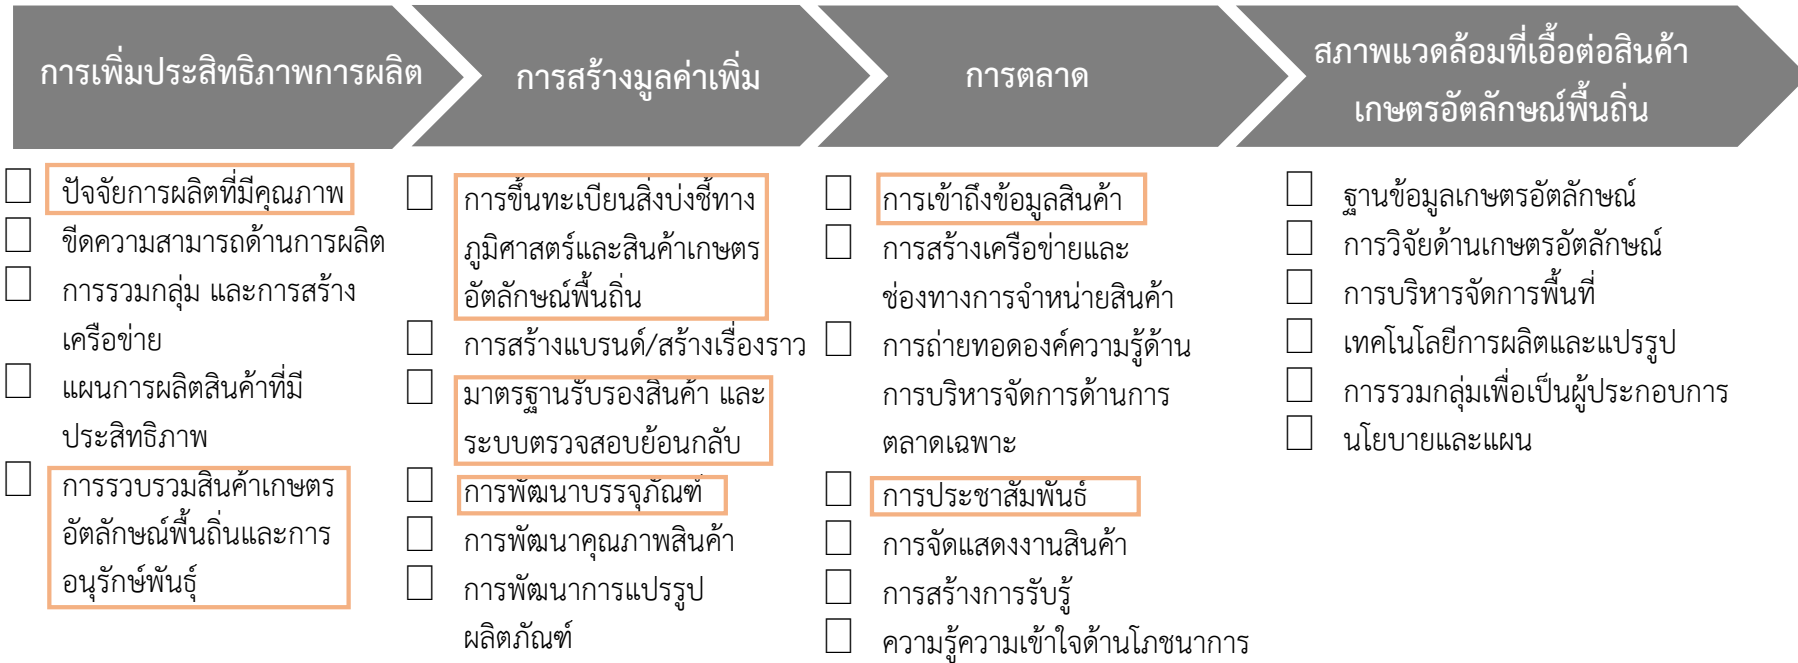 การเพิ่มประสิทธิภาพการผลิต
การสร้างมูลค่าเพิ่ม
การตลาด
สภาพแวดล้อมที่เอื้อต่อสินค้า
เกษตรอัตลักษณ์พื้นถิ่น
ปัจจัยการผลิตที่มีคุณภาพ
ขีดความสามารถด้านการผลิต
การรวมกลุ่ม และการสร้าง
เครือข่าย
แผนการผลิตสินค้าที่มี
ประสิทธิภาพ
การรวบรวมสินค้าเกษตร
อัตลักษณ์พื้นถิ่นและการ
อนุรักษ์พันธุ์
การขึ้นทะเบียนสิ่งบ่งชี้ทาง
ภูมิศาสตร์และสินค้าเกษตร
อัตลักษณ์พื้นถิ่น
การสร้างแบรนด์/สร้างเรื่องราว
มาตรฐานรับรองสินค้า และ
ระบบตรวจสอบย้อนกลับ
การพัฒนาบรรจุภัณฑ์
การพัฒนาคุณภาพสินค้า
การพัฒนาการแปรรูป
ผลิตภัณฑ์
การเข้าถึงข้อมูลสินค้า
การสร้างเครือข่ายและ
ช่องทางการจำหน่ายสินค้า
การถ่ายทอดองค์ความรู้ด้าน
การบริหารจัดการด้านการ
ตลาดเฉพาะ
การประชาสัมพันธ์
การจัดแสดงงานสินค้า
การสร้างการรับรู้
ความรู้ความเข้าใจด้านโภชนาการ
ฐานข้อมูลเกษตรอัตลักษณ์
การวิจัยด้านเกษตรอัตลักษณ์
การบริหารจัดการพื้นที่
เทคโนโลยีการผลิตและแปรรูป
การรวมกลุ่มเพื่อเป็นผู้ประกอบการ
นโยบายและแผน